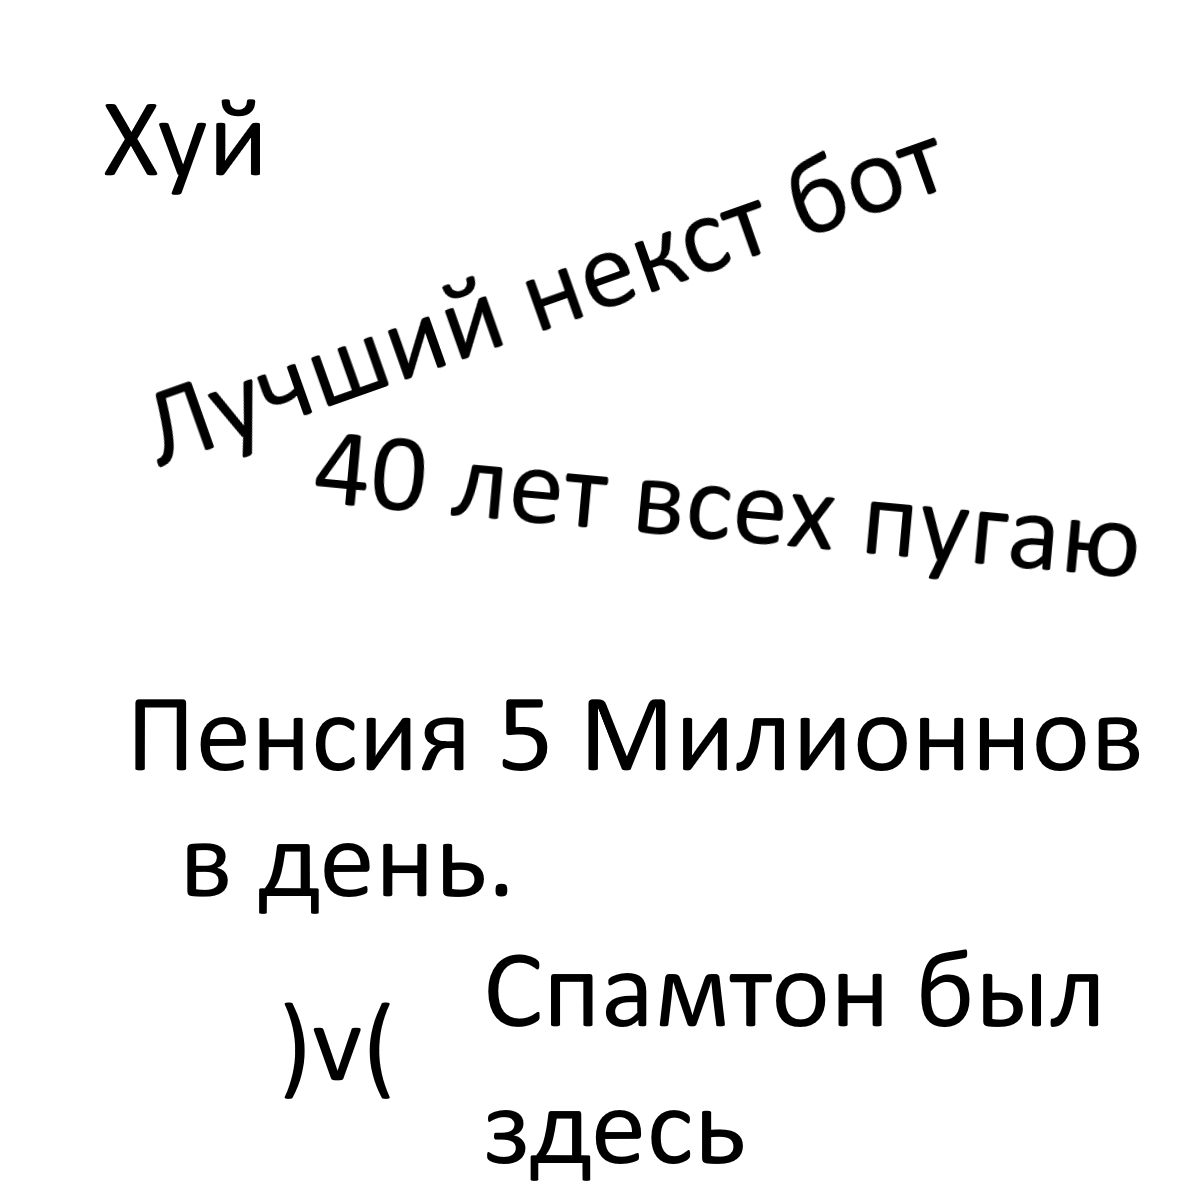 Хуй
Лучший некст бот
40 лет всех пугаю
Пенсия 5 Милионнов
в день.
Спамтон был
)v(
здесь